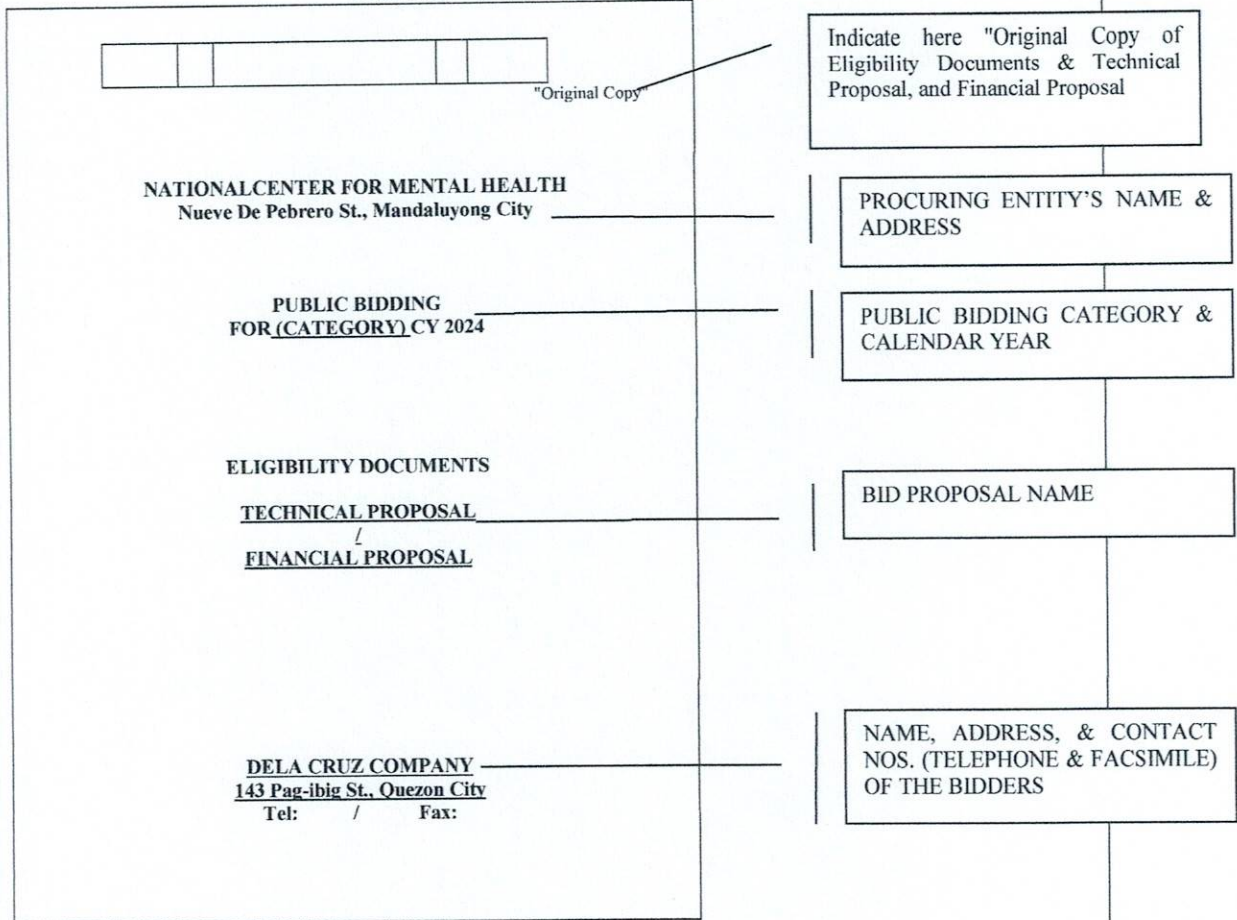 "Original Copy"
Indicate here "Original Copy of
Eligibility Documents & Technical
Proposal, and Financial Proposal
NATIONALCENTER FOR MENTAL HEALTH
Nueve De Pebrero St., Mandaluyong City
PROCURING ENTITY'S NAME &
ADDRESS
PUBLIC BIDDING
FOR (CATEGORY) CY 2024
PUBLIC BIDDING CATEGORY &
CALENDAR YEAR
ELIGIBILITY DOCUMENTS
TECHNICAL PROPOSAL
/
FINANCIAL PROPOSAL
BID PROPOSAL NAME
DELA CRUZ COMPANY
143 Pag-ibig St., Quezon City
Tel: / Fax:
NAME, ADDRESS, & CONTACT
NOS. (TELEPHONE & FACSIMILE)
OF THE BIDDERS